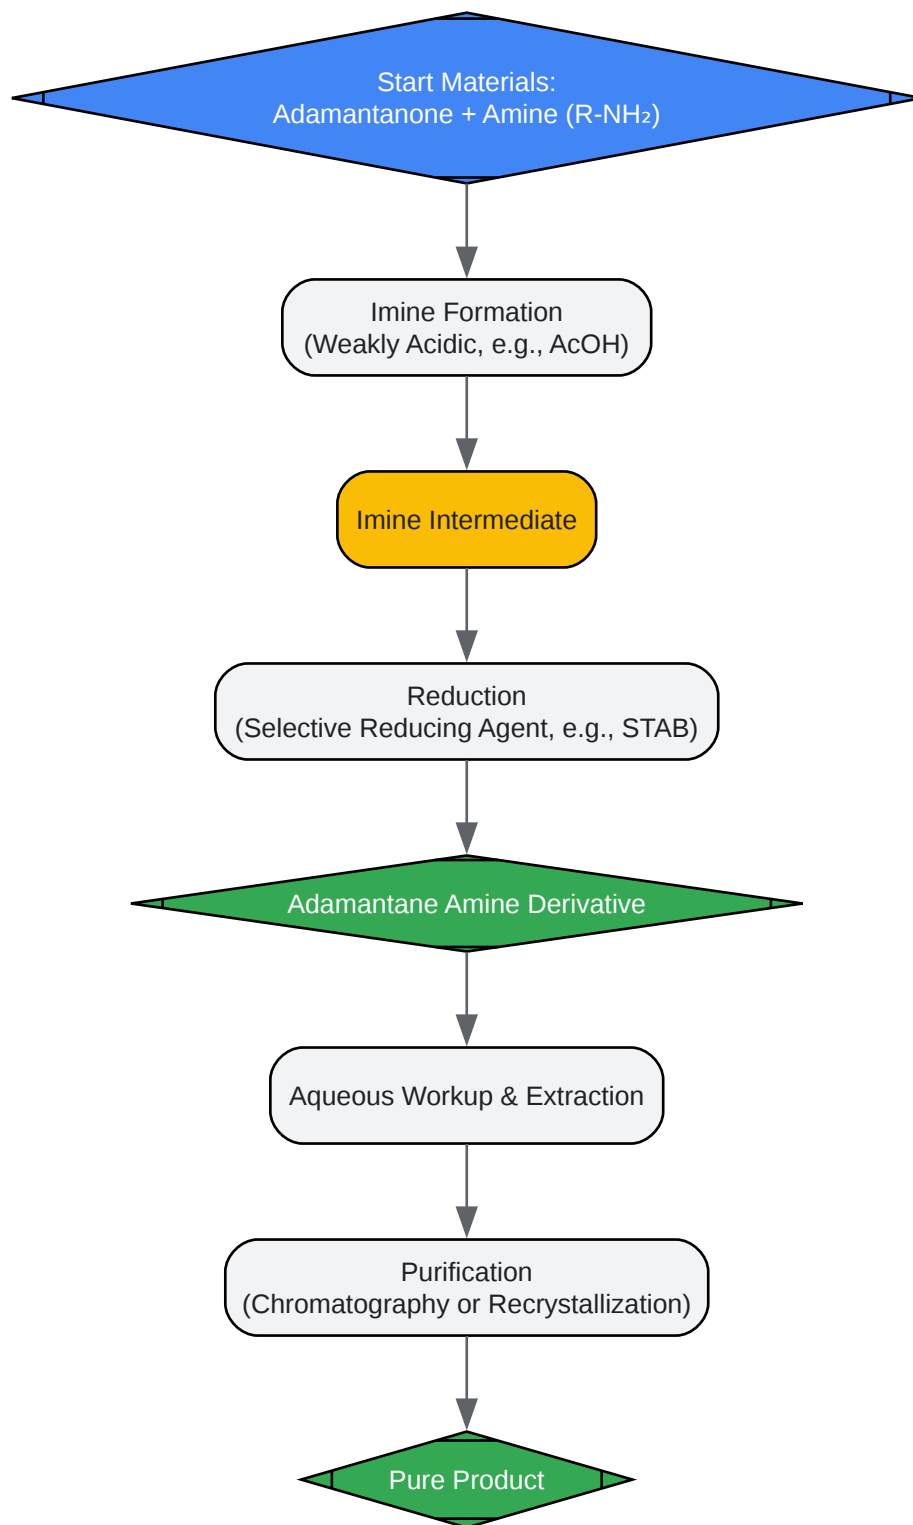 Start Materials:
Adamantanone + Amine (R-NH₂)
Imine Formation
(Weakly Acidic, e.g., AcOH)
Imine Intermediate
Reduction
(Selective Reducing Agent, e.g., STAB)
Adamantane Amine Derivative
Aqueous Workup & Extraction
Purification
(Chromatography or Recrystallization)
Pure Product